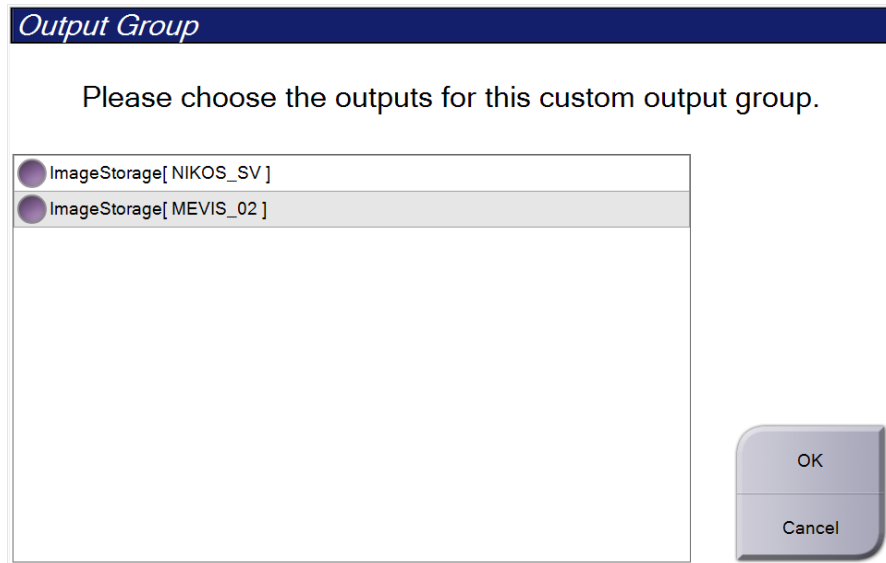 Output Group
Please choose the outputs for this custom output group.
ImageStorage[ NIKOS_SV ]
ImageStorage[ MEVIS_02 ]
OK
Cancel